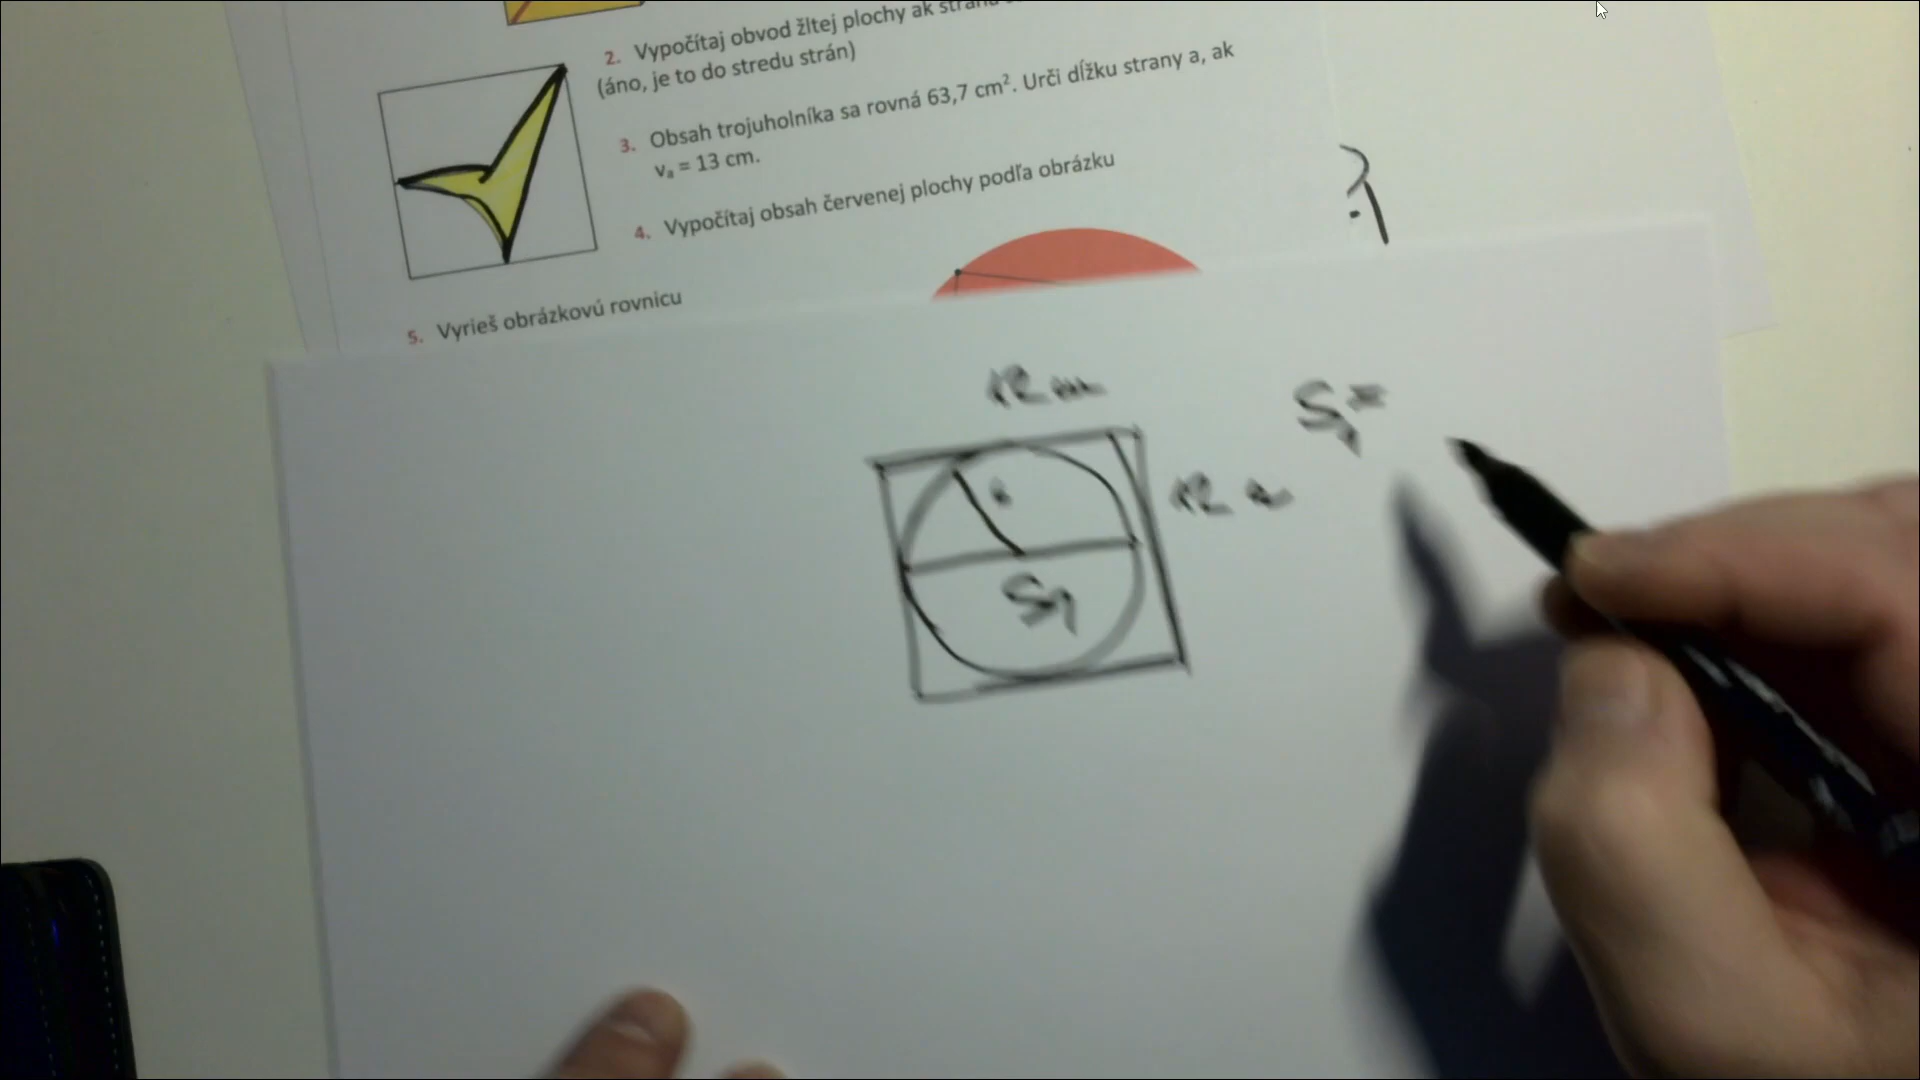 2. Vypočítaj obvod žltej plochy ak strana
(áno, je to do stredu strán)
3. Obsah trojuholníka sa rovná 63,7 cm². Urči dĺžku strany a, ak
vₐ = 13 cm.
4. Vypočítaj obsah červenej plochy podľa obrázku
?
5. Vyrieš obrázkovú rovnicu
12
S₁ =
12
S₁